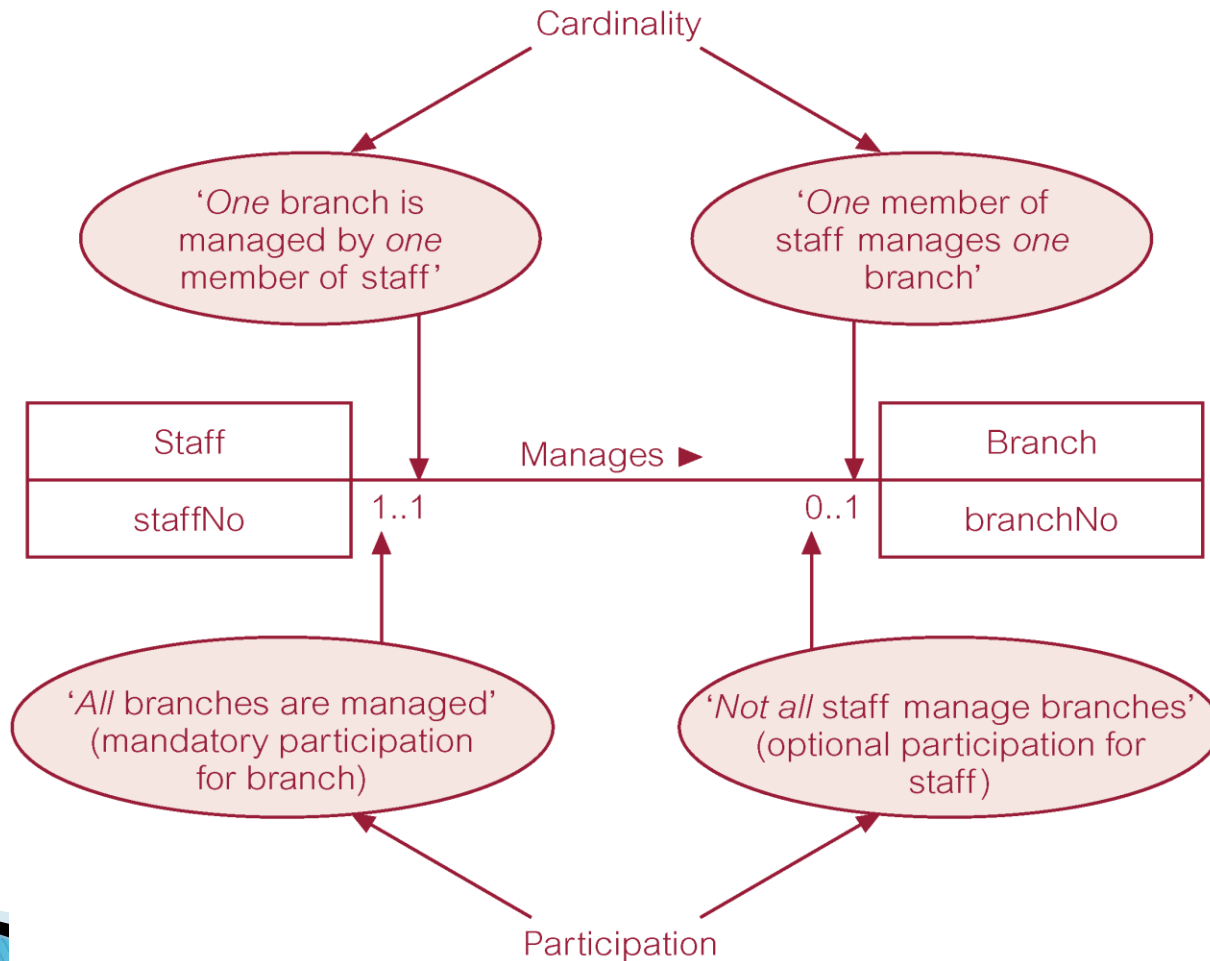 Cardinality
‘One branch is
managed by one
member of staff’
‘One member of
staff manages one
branch’
Staff
staffNo
Manages ►
1..1
0..1
Branch
branchNo
‘All branches are managed’
(mandatory participation
for branch)
‘Not all staff manage branches’
(optional participation for
staff)
Participation